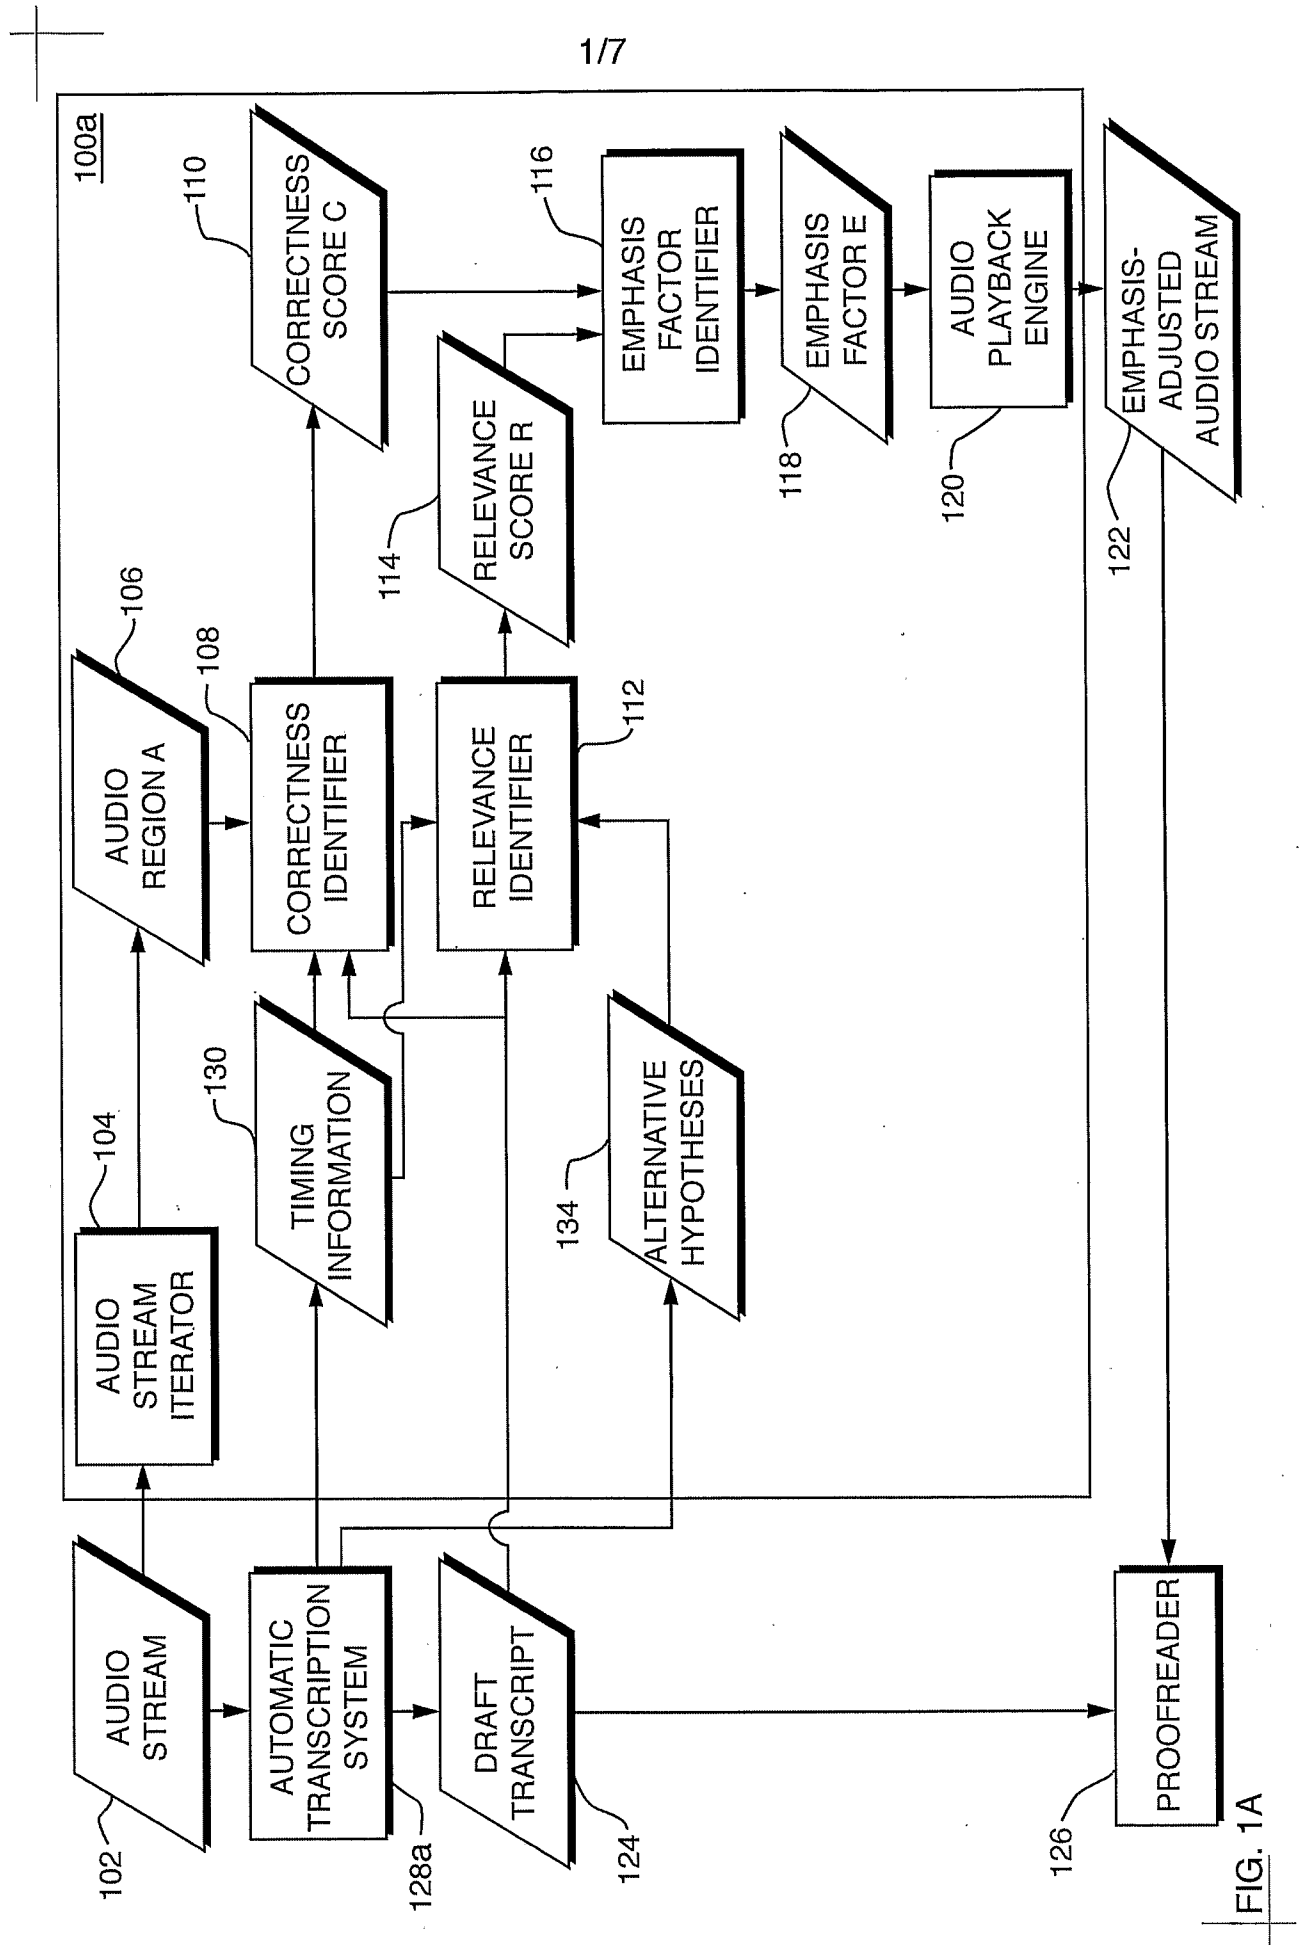 1/7
100a
AUDIO
STREAM
102
AUDIO
STREAM
ITERATOR
104
AUDIO
REGION A
106
AUTOMATIC
TRANSCRIPTION
SYSTEM
128a
TIMING
INFORMATION
130
CORRECTNESS
IDENTIFIER
108
CORRECTNESS
SCORE C
110
DRAFT
TRANSCRIPT
124
RELEVANCE
IDENTIFIER
112
RELEVANCE
SCORE R
114
ALTERNATIVE
HYPOTHESES
134
EMPHASIS
FACTOR
IDENTIFIER
116
EMPHASIS
FACTOR E
118
AUDIO
PLAYBACK
ENGINE
120
EMPHASIS-
ADJUSTED
AUDIO STREAM
122
PROOFREADER
126
FIG. 1A